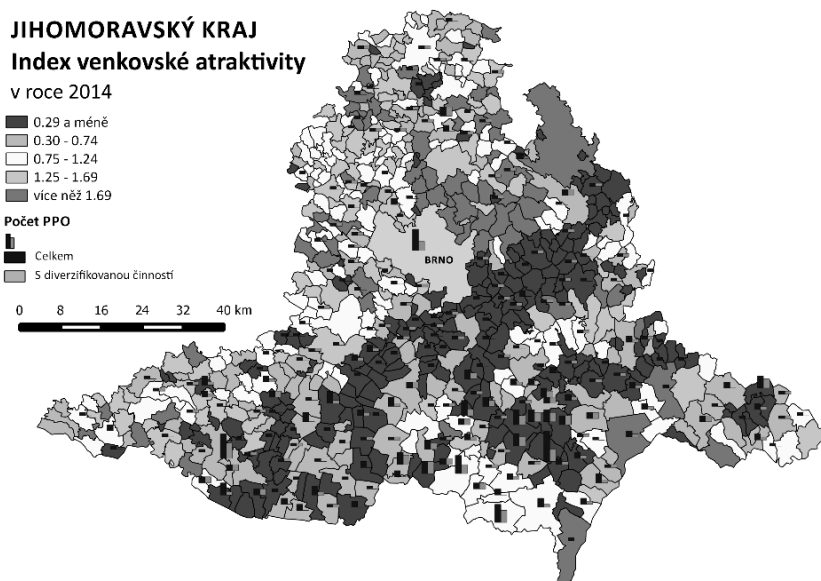 JIHOMORAVSKÝ KRAJ
Index venkovské atraktivity
v roce 2014
0.29 a méně
0.30 - 0.74
0.75 - 1.24
1.25 - 1.69
více něž 1.69
Počet PPO
Celkem
S diverzifikovanou činností
0 8 16 24 32 40 km
BRNO